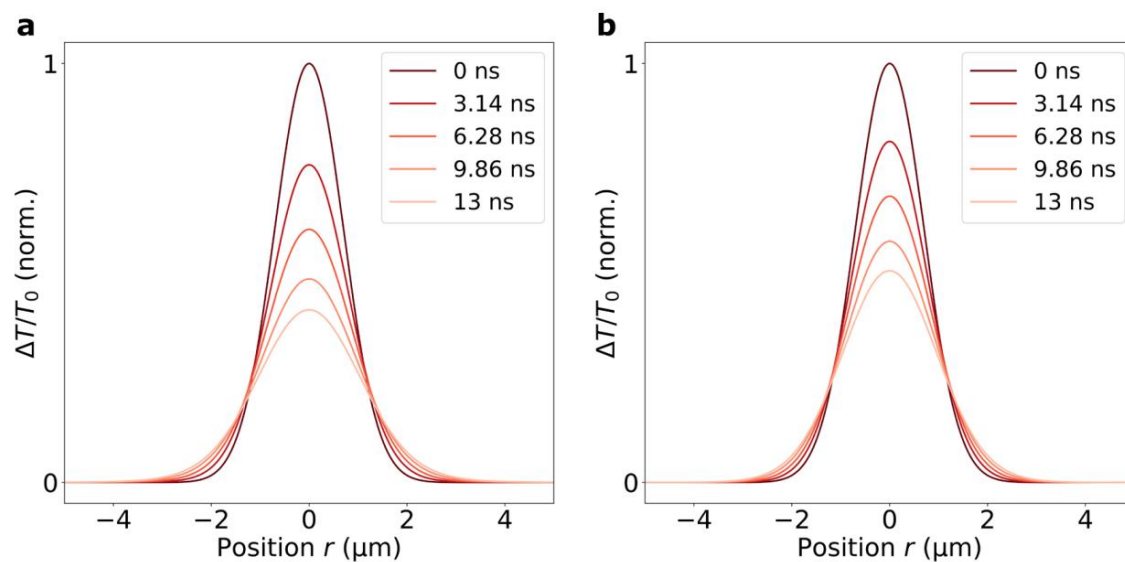 a
1
0
ΔT/T₀ (norm.)
0 ns
3.14 ns
6.28 ns
9.86 ns
13 ns
−4 −2 0 2 4
Position r (μm)
b
1
0
ΔT/T₀ (norm.)
0 ns
3.14 ns
6.28 ns
9.86 ns
13 ns
−4 −2 0 2 4
Position r (μm)